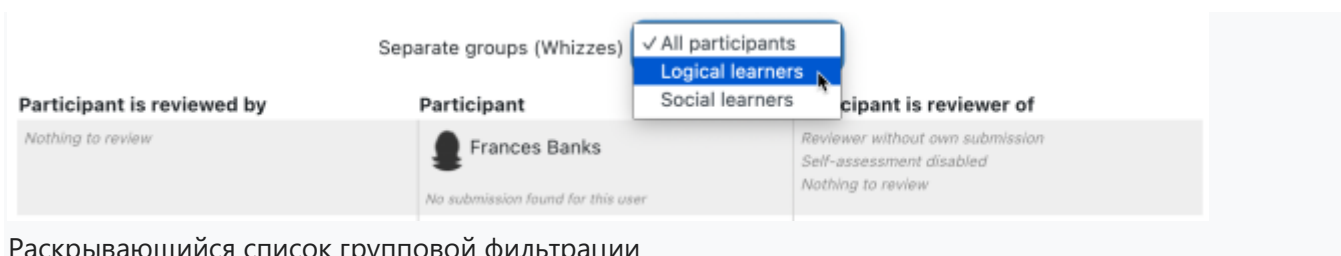 Separate groups (Whizzes)
✓ All participants
Logical learners
Social learners
Participant is reviewed by
Participant
cipant is reviewer of
Nothing to review
Frances Banks
No submission found for this user
Reviewer without own submission
Self-assessment disabled
Nothing to review
Раскрывающийся список групповой фильтрации